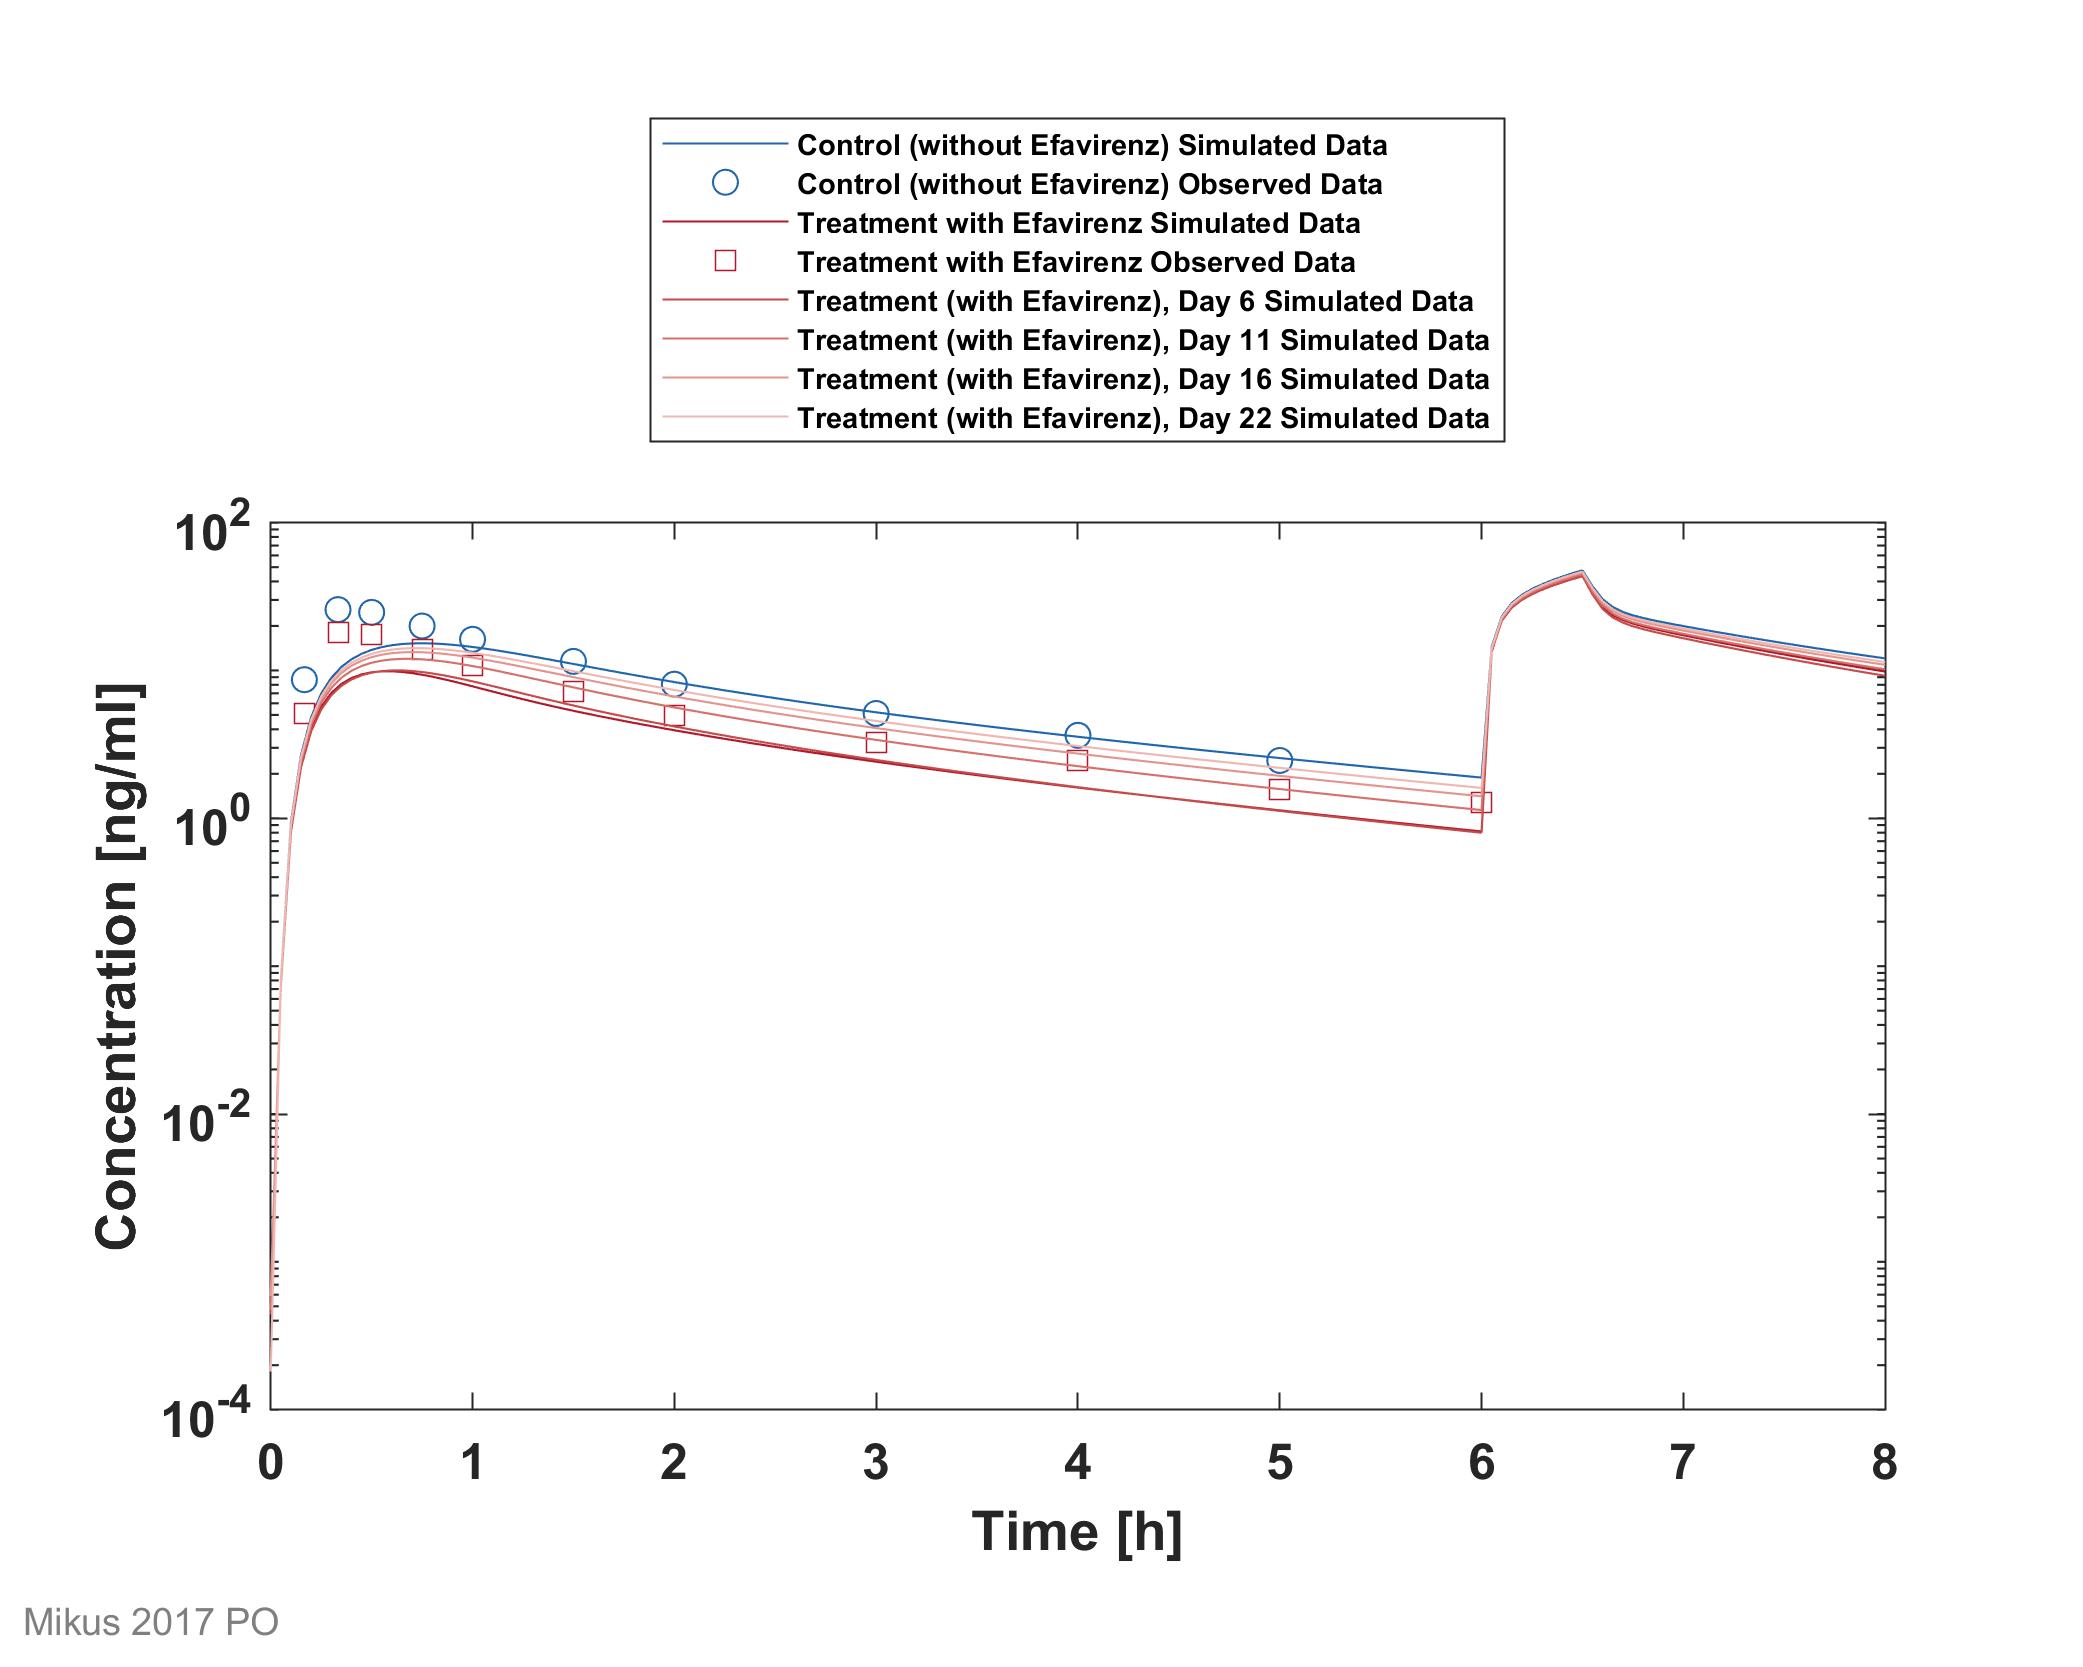 Control (without Efavirenz) Simulated Data
Control (without Efavirenz) Observed Data
Treatment with Efavirenz Simulated Data
Treatment with Efavirenz Observed Data
Treatment (with Efavirenz), Day 6 Simulated Data
Treatment (with Efavirenz), Day 11 Simulated Data
Treatment (with Efavirenz), Day 16 Simulated Data
Treatment (with Efavirenz), Day 22 Simulated Data
Concentration [ng/ml]
10^2
10^0
10^-2
10^-4
0 1 2 3 4 5 6 7 8
Time [h]
Mikus 2017 PO